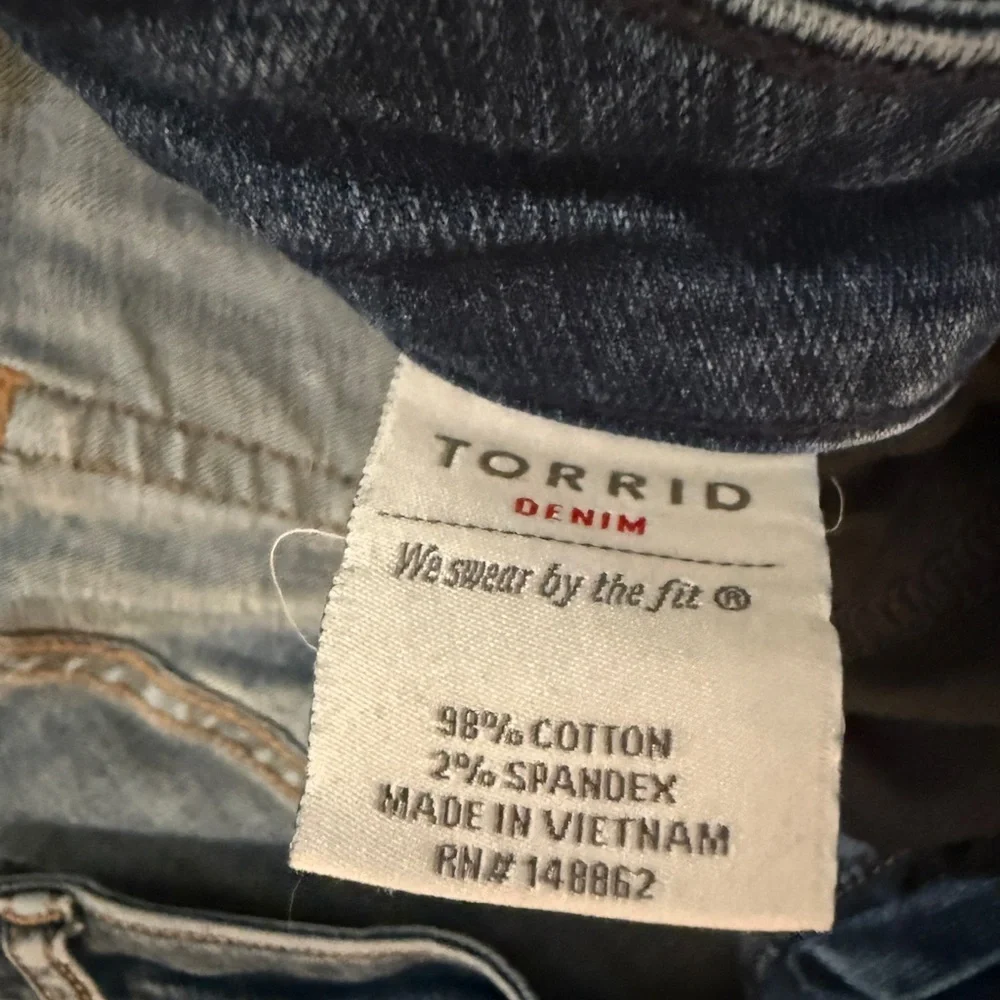 TORRID
DENIM
We swear by the fit ®
98% COTTON
2% SPANDEX
MADE IN VIETNAM
RN# 148862